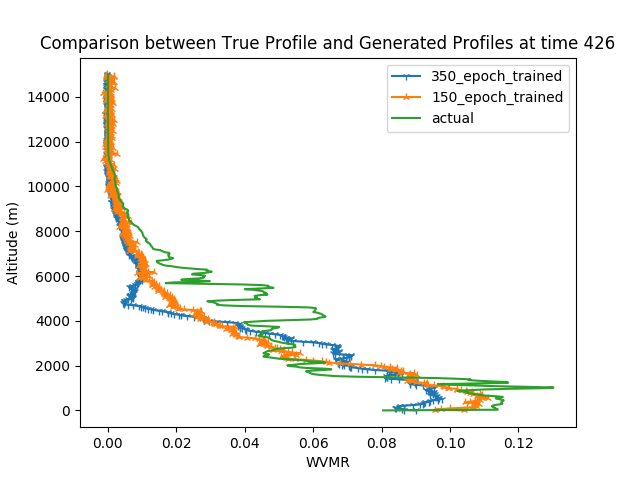 Comparison between True Profile and Generated Profiles at time 426
350_epoch_trained
150_epoch_trained
actual
14000
12000
10000
8000
6000
4000
2000
0
Altitude (m)
0.00 0.02 0.04 0.06 0.08 0.10 0.12
WVMR